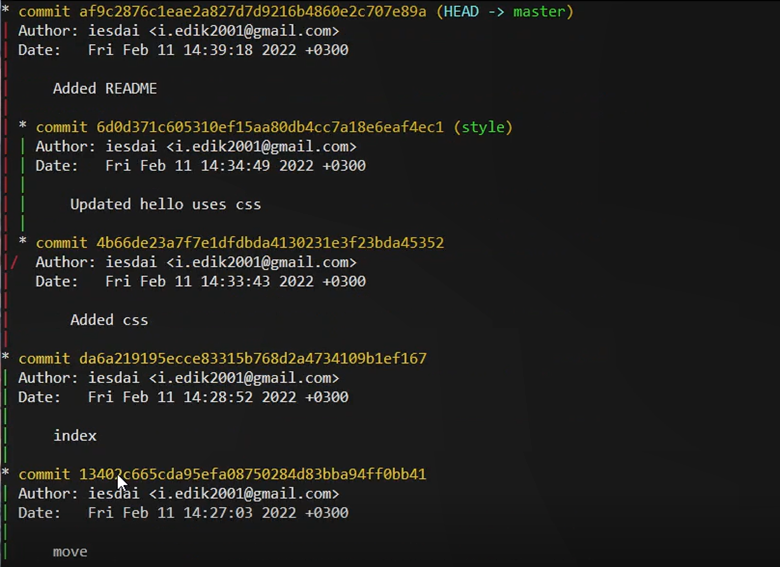 * commit af9c2876c1eae2a827d7d9216b4860e2c707e89a (HEAD -> master)
| Author: iesdai <i.edik2001@gmail.com>
| Date:   Fri Feb 11 14:39:18 2022 +0300
|
|     Added README
|
| * commit 6d0d371c605310ef15aa80db4cc7a18e6eaf4ec1 (style)
| | Author: iesdai <i.edik2001@gmail.com>
| | Date:   Fri Feb 11 14:34:49 2022 +0300
| |
| |     Updated hello uses css
| |
| * commit 4b66de23a7f7e1dfdbda4130231e3f23bda45352
|/  Author: iesdai <i.edik2001@gmail.com>
|   Date:   Fri Feb 11 14:33:43 2022 +0300
|
|       Added css
|
* commit da6a219195ecce83315b768d2a4734109b1ef167
| Author: iesdai <i.edik2001@gmail.com>
| Date:   Fri Feb 11 14:28:52 2022 +0300
|
|     index
|
* commit 13402c665cda95efa08750284d83bba94ff0bb41
| Author: iesdai <i.edik2001@gmail.com>
| Date:   Fri Feb 11 14:27:03 2022 +0300
|
|     move